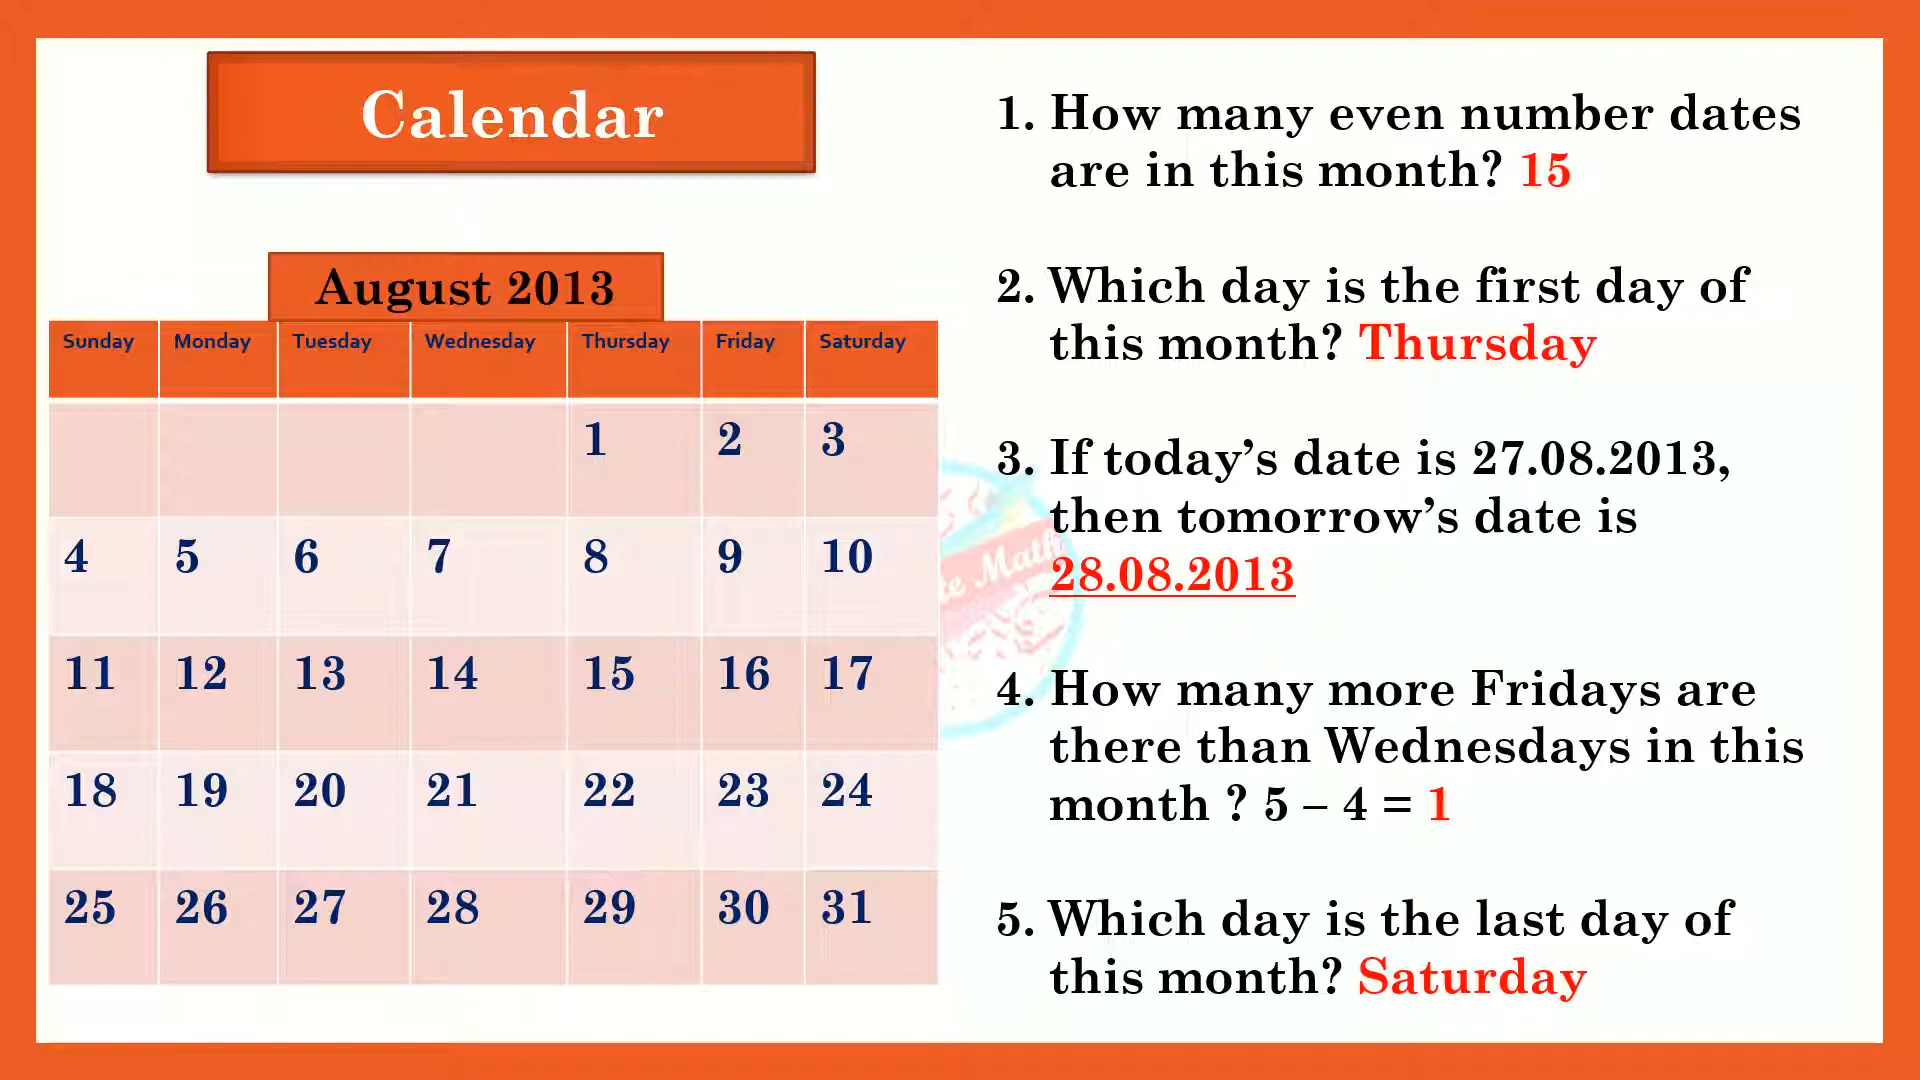 Calendar
August 2013
Sunday Monday Tuesday Wednesday Thursday Friday Saturday
1 2 3
4 5 6 7 8 9 10
11 12 13 14 15 16 17
18 19 20 21 22 23 24
25 26 27 28 29 30 31
1. How many even number dates
are in this month? 15
2. Which day is the first day of
this month? Thursday
3. If today’s date is 27.08.2013,
then tomorrow’s date is
28.08.2013
4. How many more Fridays are
there than Wednesdays in this
month ? 5 – 4 = 1
5. Which day is the last day of
this month? Saturday
Math